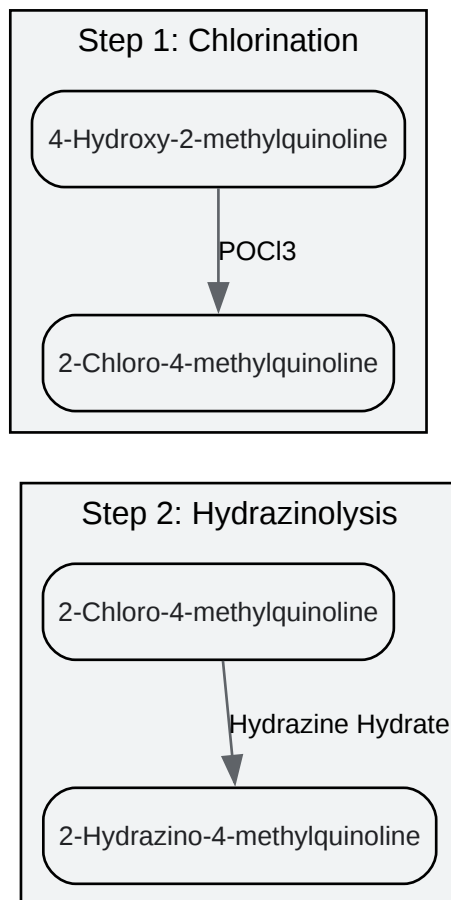 Step 1: Chlorination
4-Hydroxy-2-methylquinoline
POCl3
2-Chloro-4-methylquinoline
Step 2: Hydrazinolysis
2-Chloro-4-methylquinoline
Hydrazine Hydrate
2-Hydrazino-4-methylquinoline